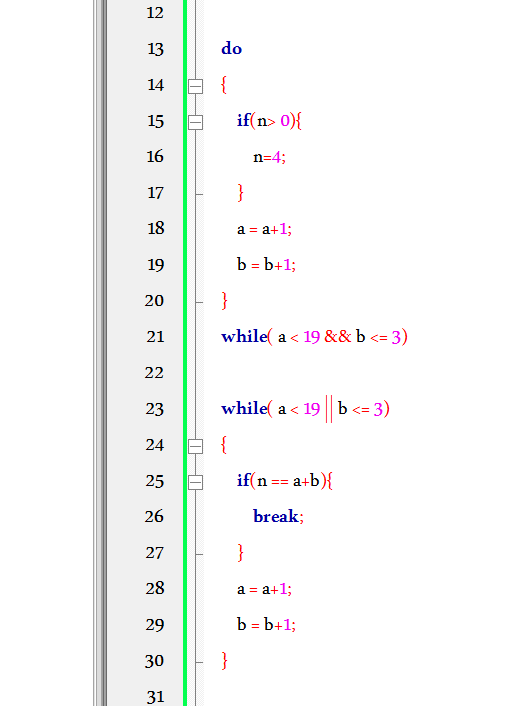 12
13 do
14 {
15 if(n> 0){
16 n=4;
17 }
18 a = a+1;
19 b = b+1;
20 }
21 while( a < 19 && b <= 3)
22
23 while( a < 19 || b <= 3)
24 {
25 if(n == a+b){
26 break;
27 }
28 a = a+1;
29 b = b+1;
30 }
31